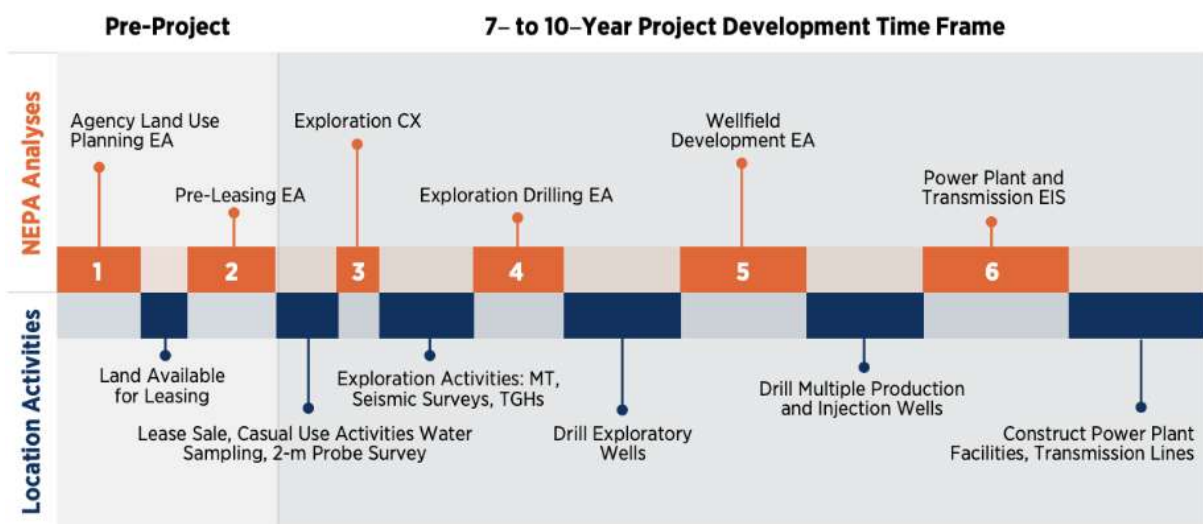 Pre-Project
7– to 10–Year Project Development Time Frame
NEPA Analyses
Agency Land Use
Planning EA
Pre-Leasing EA
Exploration CX
Exploration Drilling EA
Wellfield
Development EA
Power Plant and
Transmission EIS
1
2
3
4
5
6
Location Activities
Land Available
for Leasing
Lease Sale, Casual Use Activities Water
Sampling, 2-m Probe Survey
Exploration Activities: MT,
Seismic Surveys, TGHs
Drill Exploratory
Wells
Drill Multiple Production
and Injection Wells
Construct Power Plant
Facilities, Transmission Lines